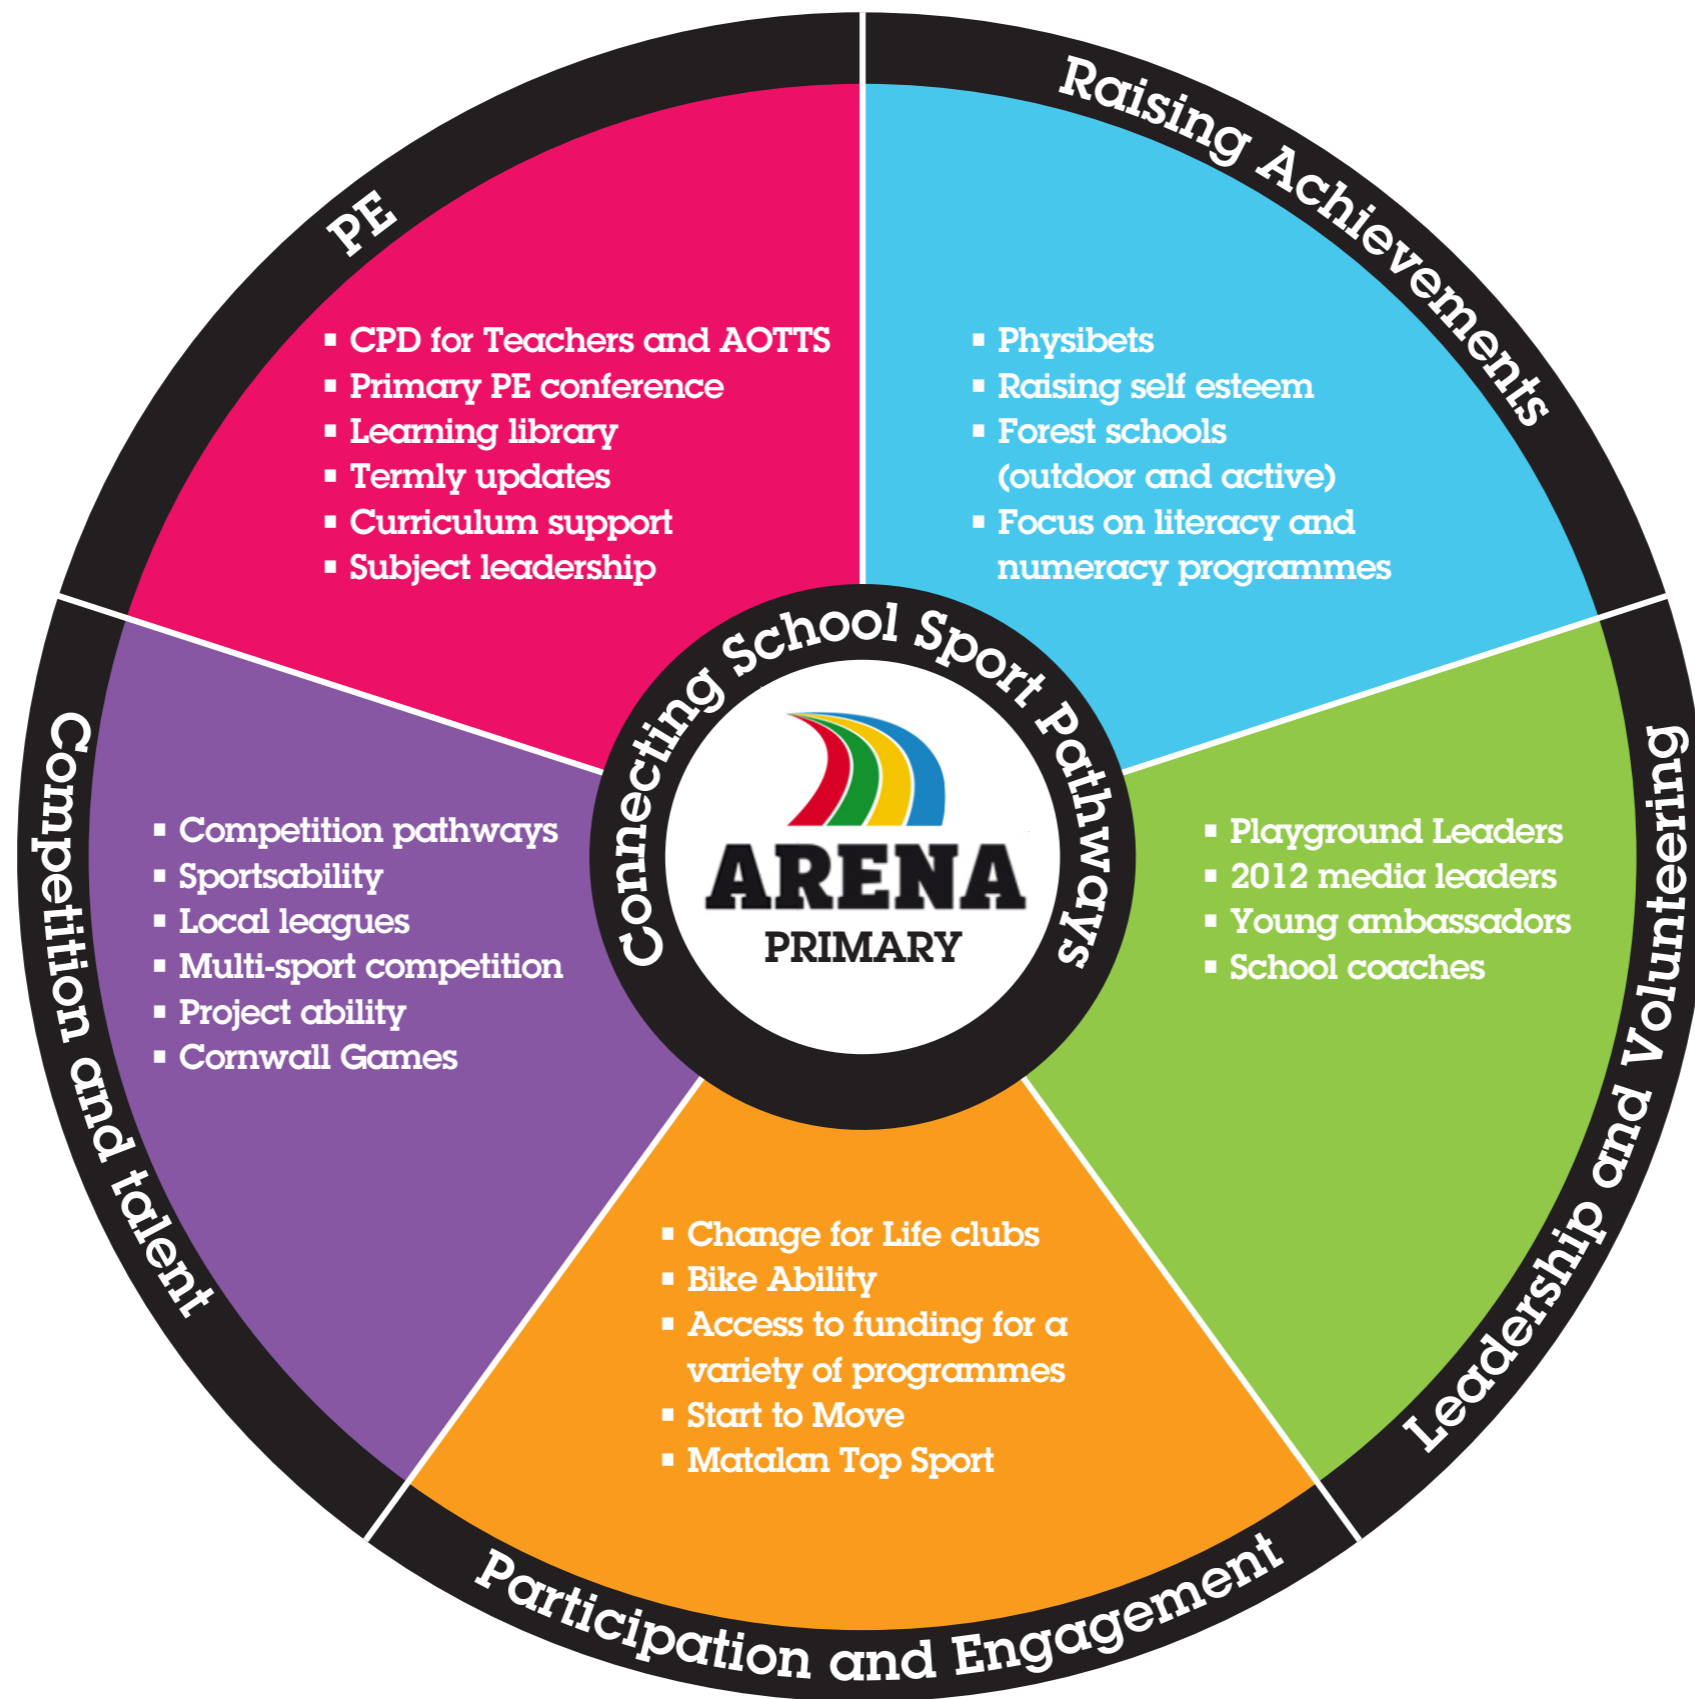 PE
▪ CPD for Teachers and AOTTS
▪ Primary PE conference
▪ Learning library
▪ Termly updates
▪ Curriculum support
▪ Subject leadership
Raising Achievements
▪ Physibets
▪ Raising self esteem
▪ Forest schools
(outdoor and active)
▪ Focus on literacy and
numeracy programmes
Connecting School Sport Pathways
ARENA
PRIMARY
Competition and talent
▪ Competition pathways
▪ Sportsability
▪ Local leagues
▪ Multi-sport competition
▪ Project ability
▪ Cornwall Games
Leadership and Volunteering
▪ Playground Leaders
▪ 2012 media leaders
▪ Young ambassadors
▪ School coaches
▪ Change for Life clubs
▪ Bike Ability
▪ Access to funding for a
variety of programmes
▪ Start to Move
▪ Matalan Top Sport
Participation and Engagement